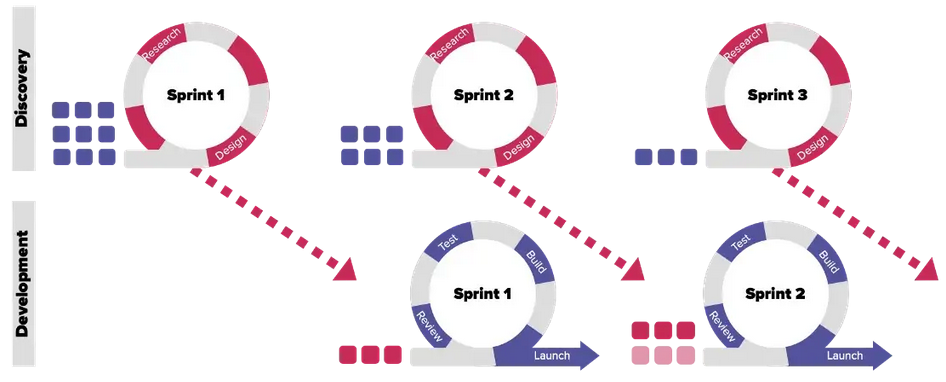 Discovery
Research
Sprint 1
Design
Research
Sprint 2
Design
Research
Sprint 3
Design
Development
Test
Build
Sprint 1
Review
Launch
Test
Build
Sprint 2
Review
Launch